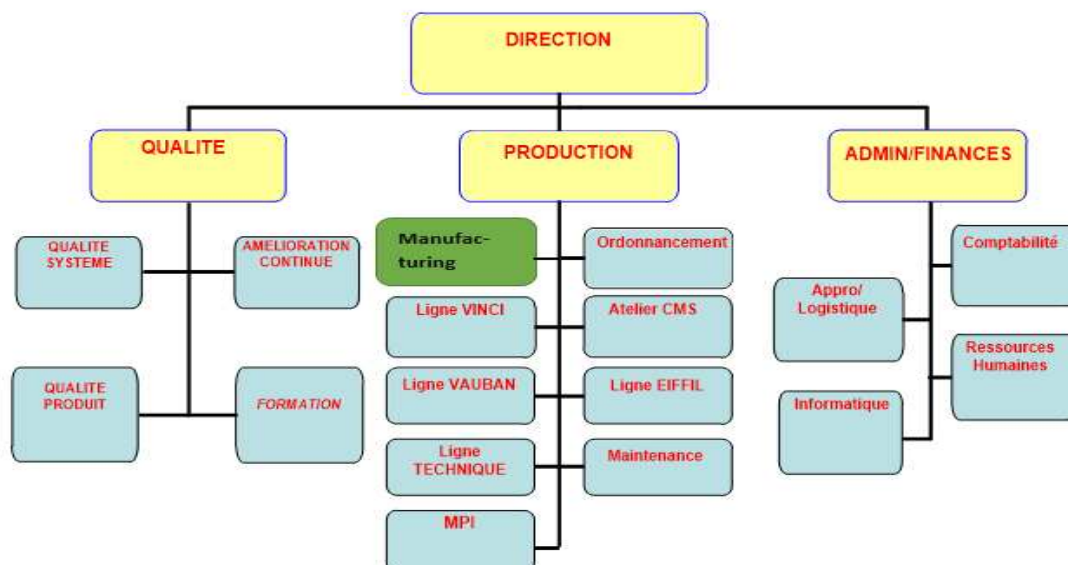 DIRECTION
QUALITE
PRODUCTION
ADMIN/FINANCES
QUALITE
SYSTEME
AMELIORATION
CONTINUE
QUALITE
PRODUIT
FORMATION
Manufac-
turing
Ordonnancement
Ligne VINCI
Atelier CMS
Ligne VAUBAN
Ligne EIFFIL
Ligne
TECHNIQUE
Maintenance
MPI
Comptabilité
Appro/
Logistique
Ressources
Humaines
Informatique